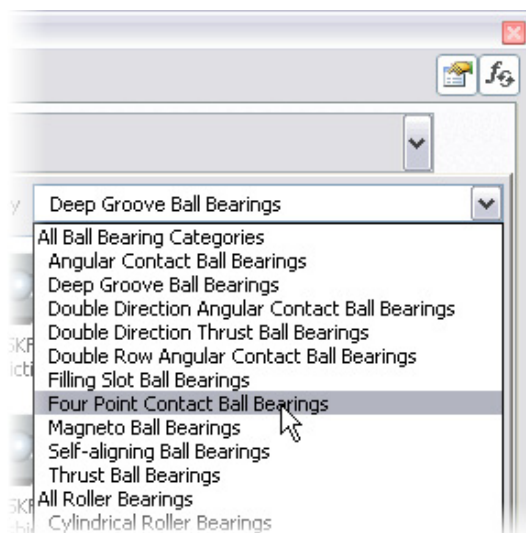 Deep Groove Ball Bearings
All Ball Bearing Categories
Angular Contact Ball Bearings
Deep Groove Ball Bearings
Double Direction Angular Contact Ball Bearings
Double Direction Thrust Ball Bearings
Double Row Angular Contact Ball Bearings
Filling Slot Ball Bearings
Four Point Contact Ball Bearings
Magneto Ball Bearings
Self-aligning Ball Bearings
Thrust Ball Bearings
All Roller Bearings
Cylindrical Roller Bearings